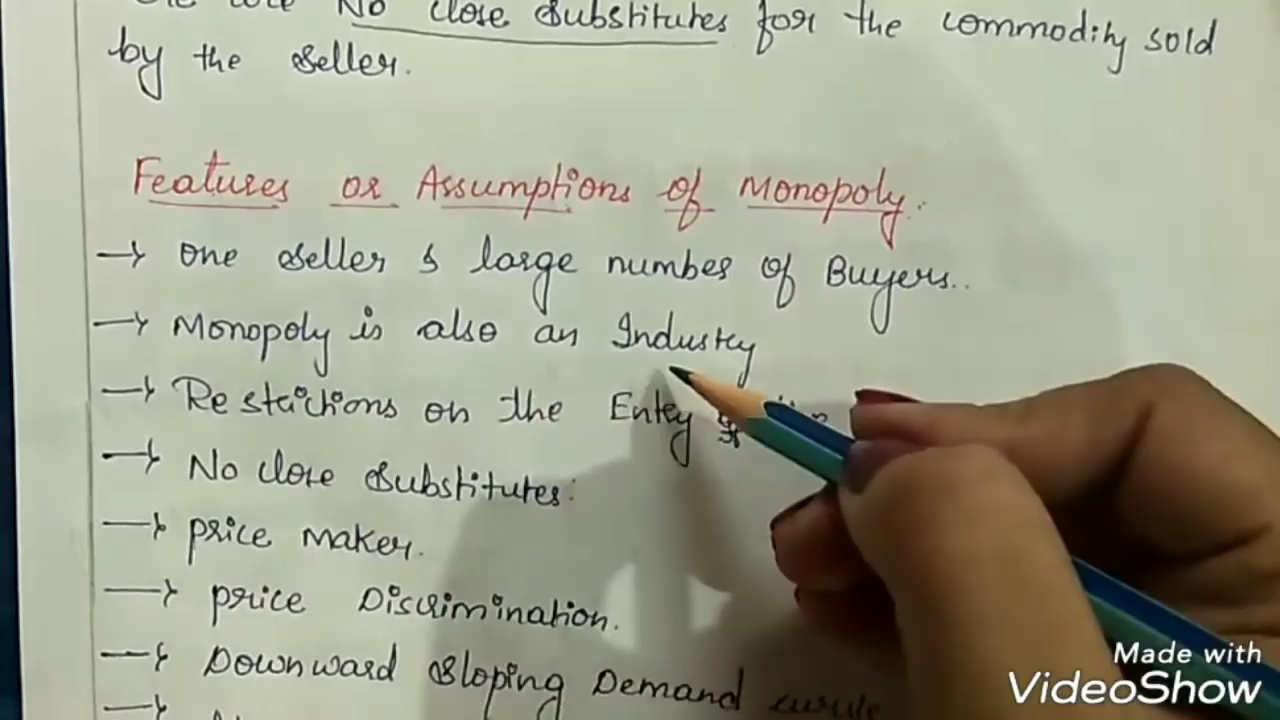 No close substitutes for the commodity sold
by the seller.
Features or Assumptions of Monopoly.
→ One seller & large number of Buyers..
→ Monopoly is also an Industry
→ Restrictions on the Entry
→ No close substitutes.
→ price maker.
→ price Discrimination.
→ Downward sloping Demand curve
Made with
VideoShow